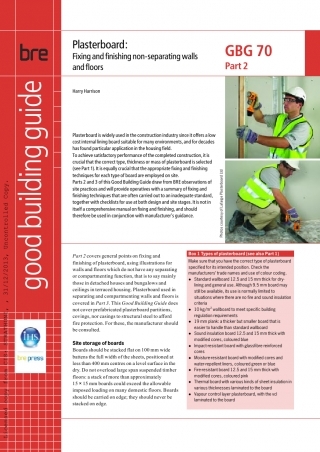 bre
good building guide
Plasterboard:
Fixing and finishing non-separating walls
and floors
GBG 70
Part 2
Harry Harrison
Plasterboard is widely used in the construction industry since it offers a low
cost internal lining board suitable for many environments, and for decades
has found particular application in the housing field.
To achieve satisfactory performance of the completed construction, it is
crucial that the correct type, thickness or mass of plasterboard is selected
(see Part 1). It is equally crucial that the appropriate fixing and finishing
techniques for each type of board are employed on site.
Parts 2 and 3 of this Good Building Guide draw from BRE observations of
site practices and will provide operatives with a summary of fixing and
finishing techniques that are often carried out to an inadequate standard,
together with checklists for use at both design and site stages. It is not in
itself a comprehensive manual on fixing and finishing, and should
therefore be used in conjunction with manufacturer's guidance.
Photos courtesy of Lafarge Plasterboard Ltd
Part 2 covers general points on fixing and
finishing of plasterboard, using illustrations for
walls and floors which do not have any separating
or compartmenting function, that is to say mainly
those in detached houses and bungalows and
ceilings in terraced housing. Plasterboard used in
separating and compartmenting walls and floors is
covered in Part 3. This Good Building Guide does
not cover prefabricated plasterboard partitions,
covings, nor casings to structural steel to afford
fire protection. For these, the manufacturer should
be consulted.
Site storage of boards
Boards should be stacked flat on 100 mm wide
battens the full width of the sheets, positioned at
less than 400 mm centres on a level surface in the
dry. Do not overload large span suspended timber
floors: a stack of more than approximately
15 × 15 mm boards could exceed the allowable
imposed loading on many domestic floors. Boards
should be carried on edge; they should never be
stacked on edge.
Box 1 Types of plasterboard (see also Part 1)
Make sure that you have the correct type of plasterboard
specified for its intended position. Check the
manufacturers' trade names and use of colour coding.
● Standard wallboard 12.5 and 15 mm thick for dry-
lining and general use. Although 9.5 mm board may
still be available, its use is normally limited to
situations where there are no fire and sound insulation
criteria
● 10 kg/m² wallboard to meet specific building
regulation requirements
● 19 mm plank: a thicker but smaller board that is
easier to handle than standard wallboard
● Sound insulation board 12.5 and 15 mm thick with
modified cores, coloured blue
● Impact resistant board with glassfibre reinforced
cores
● Moisture resistant board with modified cores and
water repellent liners, coloured green or blue
● Fire resistant board 12.5 and 15 mm thick with
modified cores, coloured pink
● Thermal board with various kinds of sheet insulation in
various thicknesses laminated to the board
● Vapour control layer plasterboard, with the vcl
laminated to the board
IHS
bre press
11/12/2013, Uncontrolled Copy.